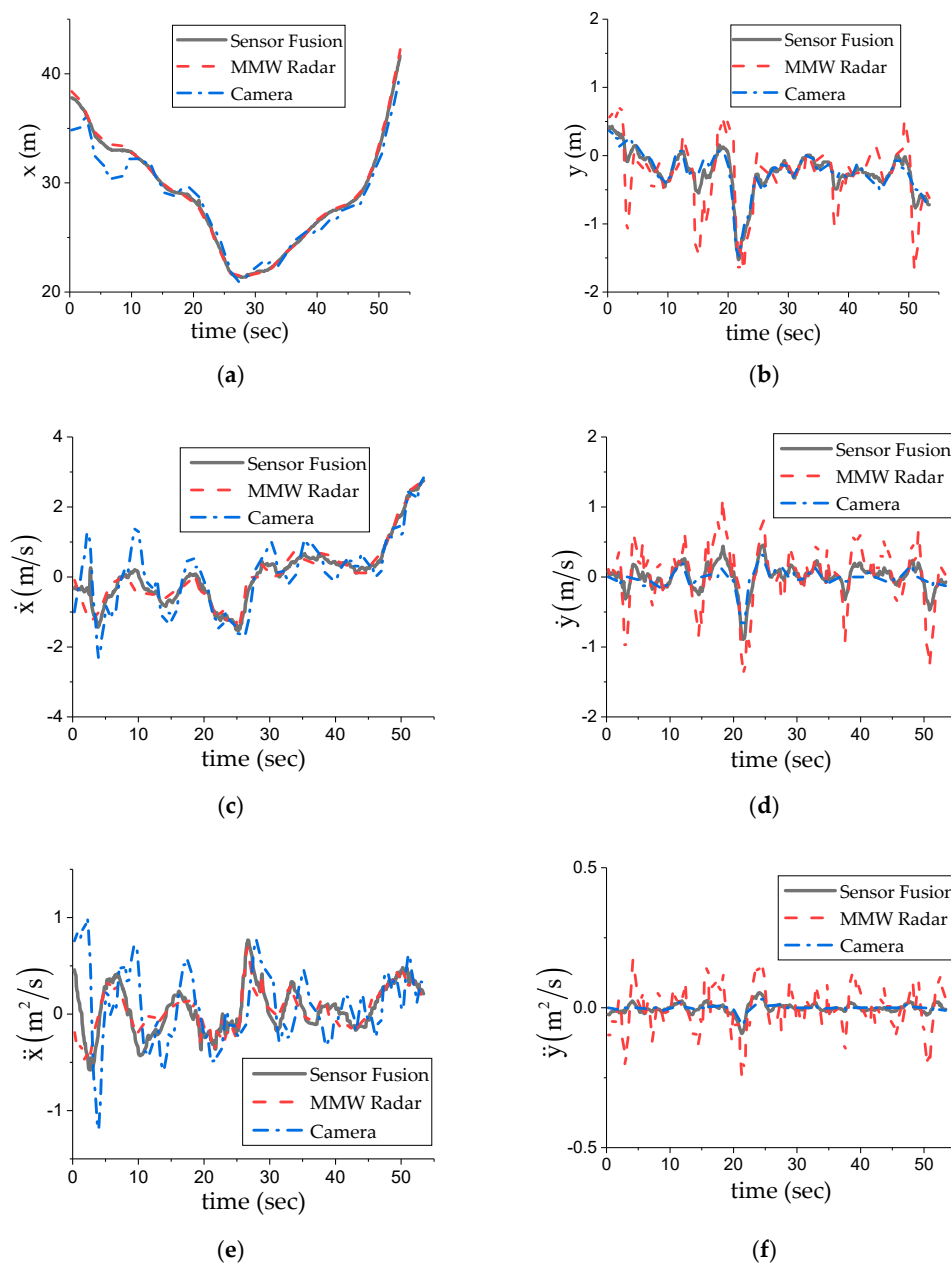 x (m)
40
30
20
Sensor Fusion
MMW Radar
Camera
0 10 20 30 40 50
time (sec)
(a)
y (m)
2
1
0
-1
-2
Sensor Fusion
MMW Radar
Camera
0 10 20 30 40 50
time (sec)
(b)
ẋ (m/s)
4
2
0
-2
-4
Sensor Fusion
MMW Radar
Camera
0 10 20 30 40 50
time (sec)
(c)
ẏ (m/s)
2
1
0
-1
-2
Sensor Fusion
MMW Radar
Camera
0 10 20 30 40 50
time (sec)
(d)
ẍ (m²/s)
1
0
-1
Sensor Fusion
MMW Radar
Camera
0 10 20 30 40 50
time (sec)
(e)
ÿ (m²/s)
0.5
0.0
-0.5
Sensor Fusion
MMW Radar
Camera
0 10 20 30 40 50
time (sec)
(f)